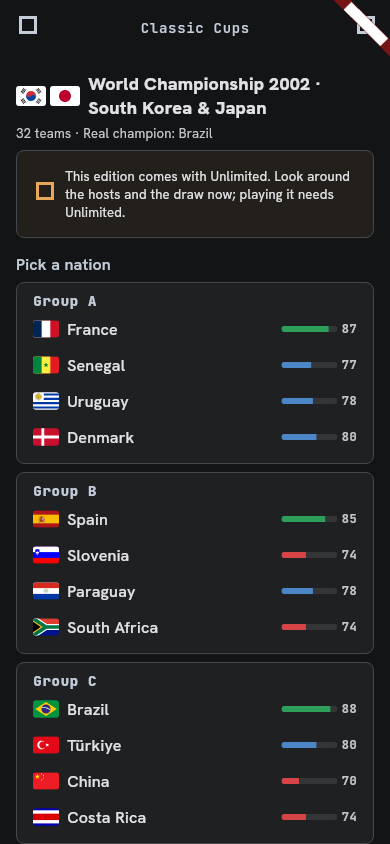 Classic Cups
World Championship 2002 ·
South Korea & Japan
32 teams · Real champion: Brazil
This edition comes with Unlimited. Look around
the hosts and the draw now; playing it needs
Unlimited.
Pick a nation
Group A
France 87
Senegal 77
Uruguay 78
Denmark 80
Group B
Spain 85
Slovenia 74
Paraguay 78
South Africa 74
Group C
Brazil 88
Türkiye 80
China 70
Costa Rica 74